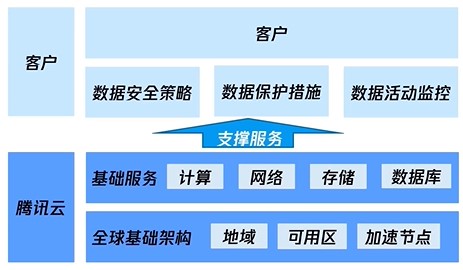 客户
客户
数据安全策略 数据保护措施 数据活动监控
支撑服务
腾讯云
基础服务 计算 网络 存储 数据库
全球基础架构 地域 可用区 加速节点